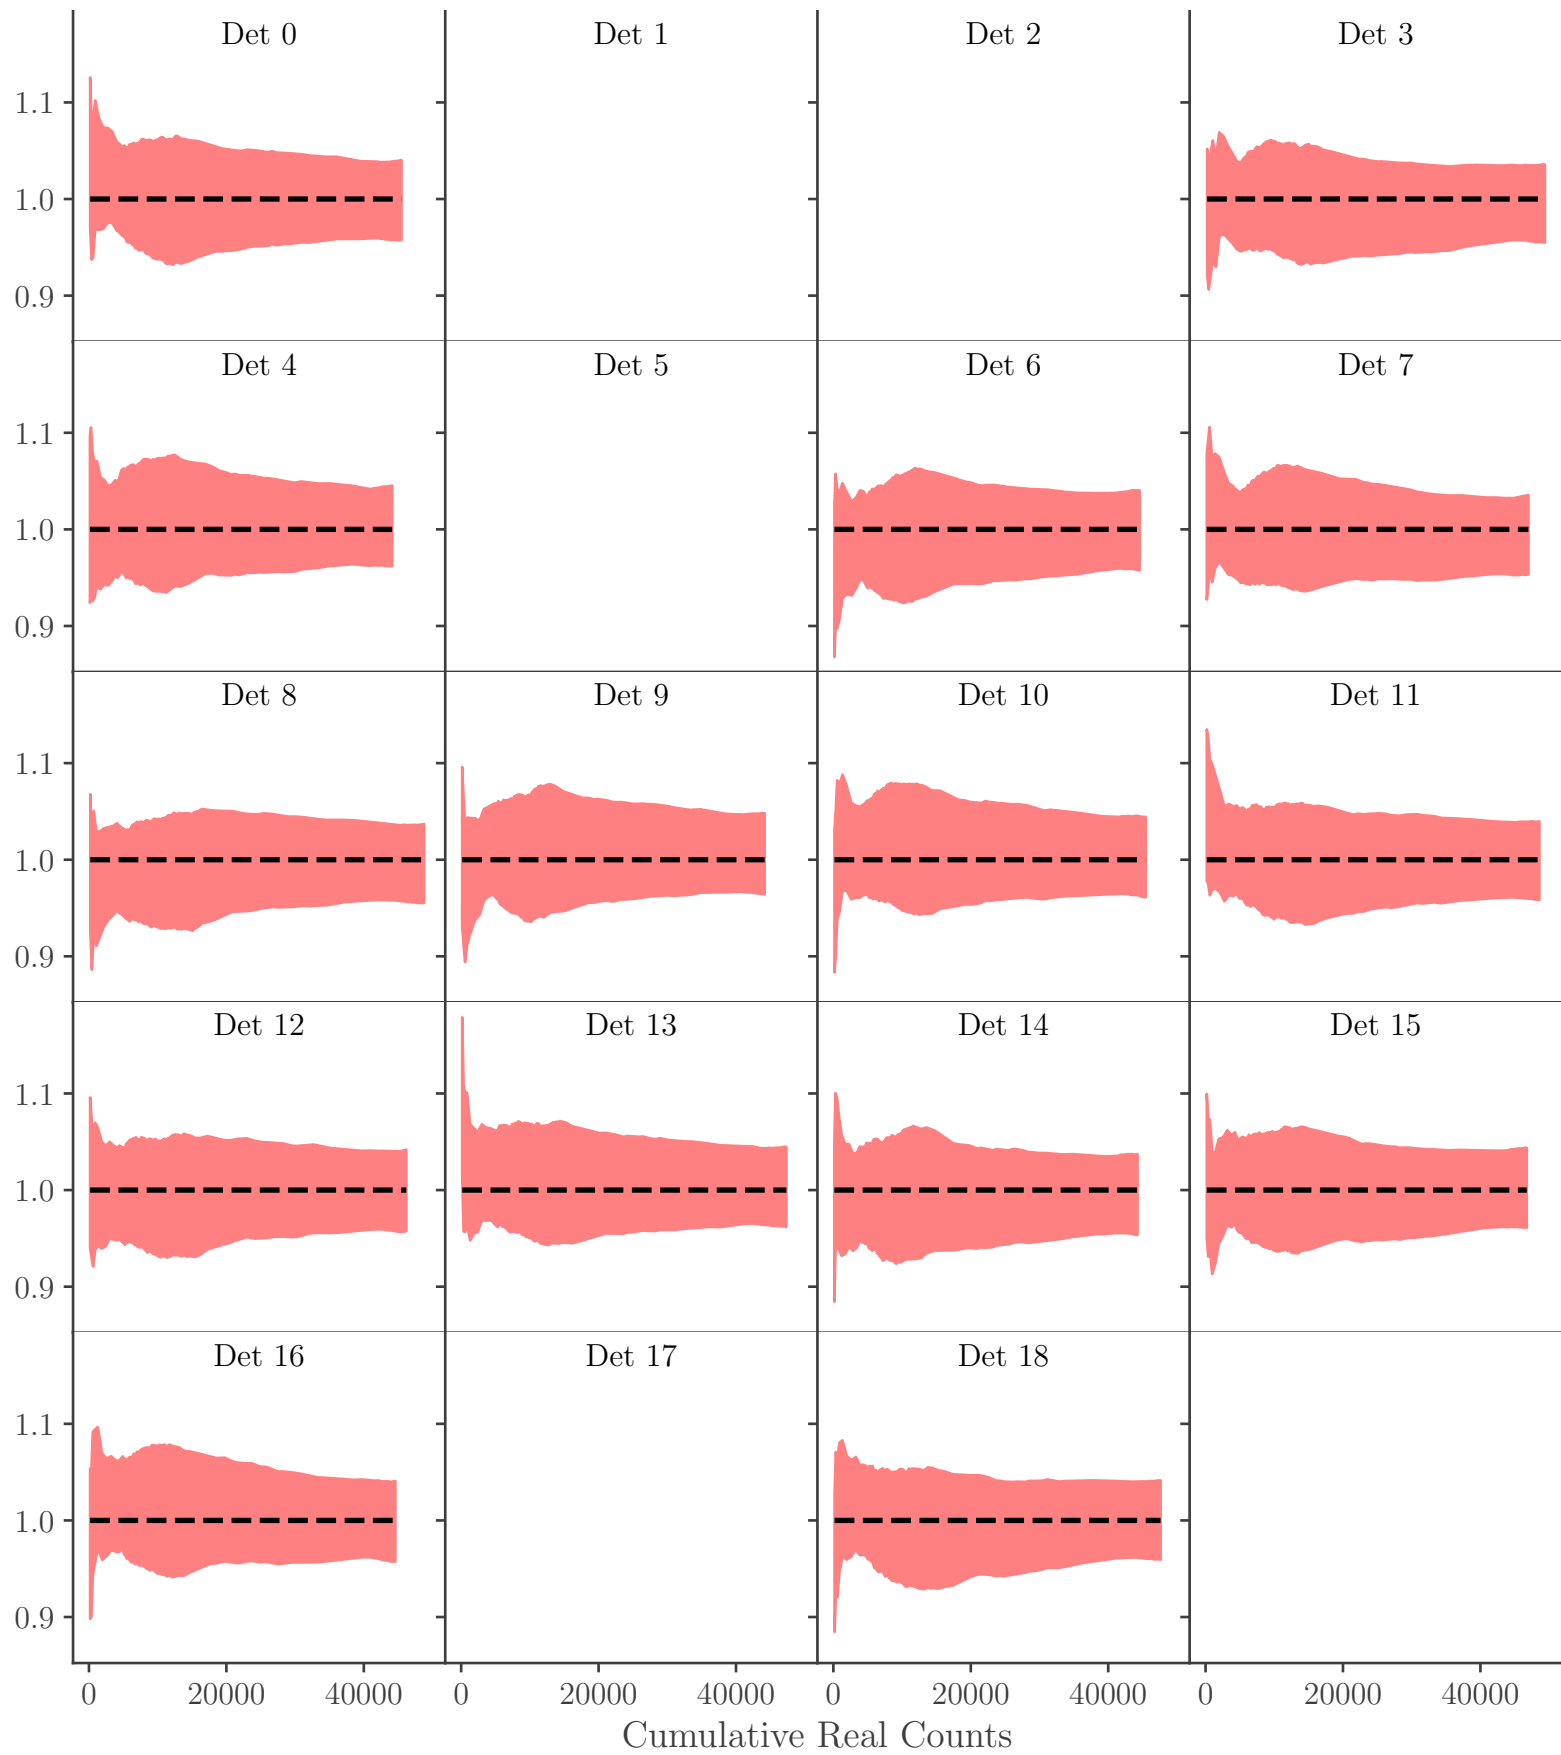 Det 0 Det 1 Det 2 Det 3
1.1
1.0
0.9
Det 4 Det 5 Det 6 Det 7
1.1
1.0
0.9
Det 8 Det 9 Det 10 Det 11
1.1
1.0
0.9
Det 12 Det 13 Det 14 Det 15
1.1
1.0
0.9
Det 16 Det 17 Det 18
1.1
1.0
0.9
0 20000 40000 0 20000 40000 0 20000 40000 0 20000 40000
Cumulative Real Counts